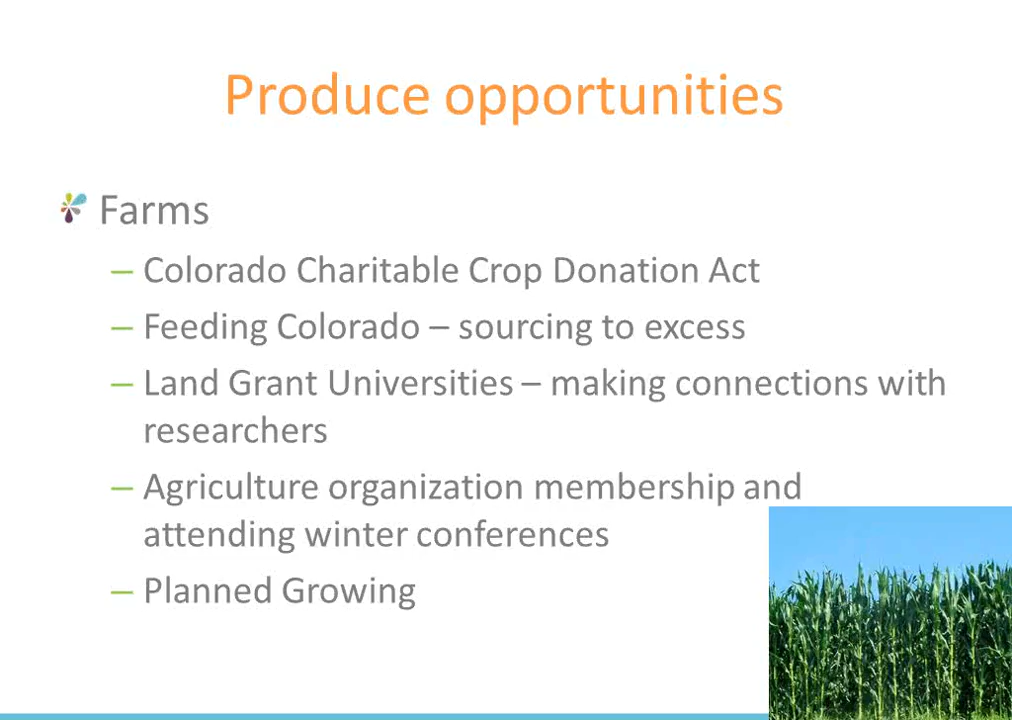 Produce opportunities
Farms
– Colorado Charitable Crop Donation Act
– Feeding Colorado – sourcing to excess
– Land Grant Universities – making connections with
researchers
– Agriculture organization membership and
attending winter conferences
– Planned Growing